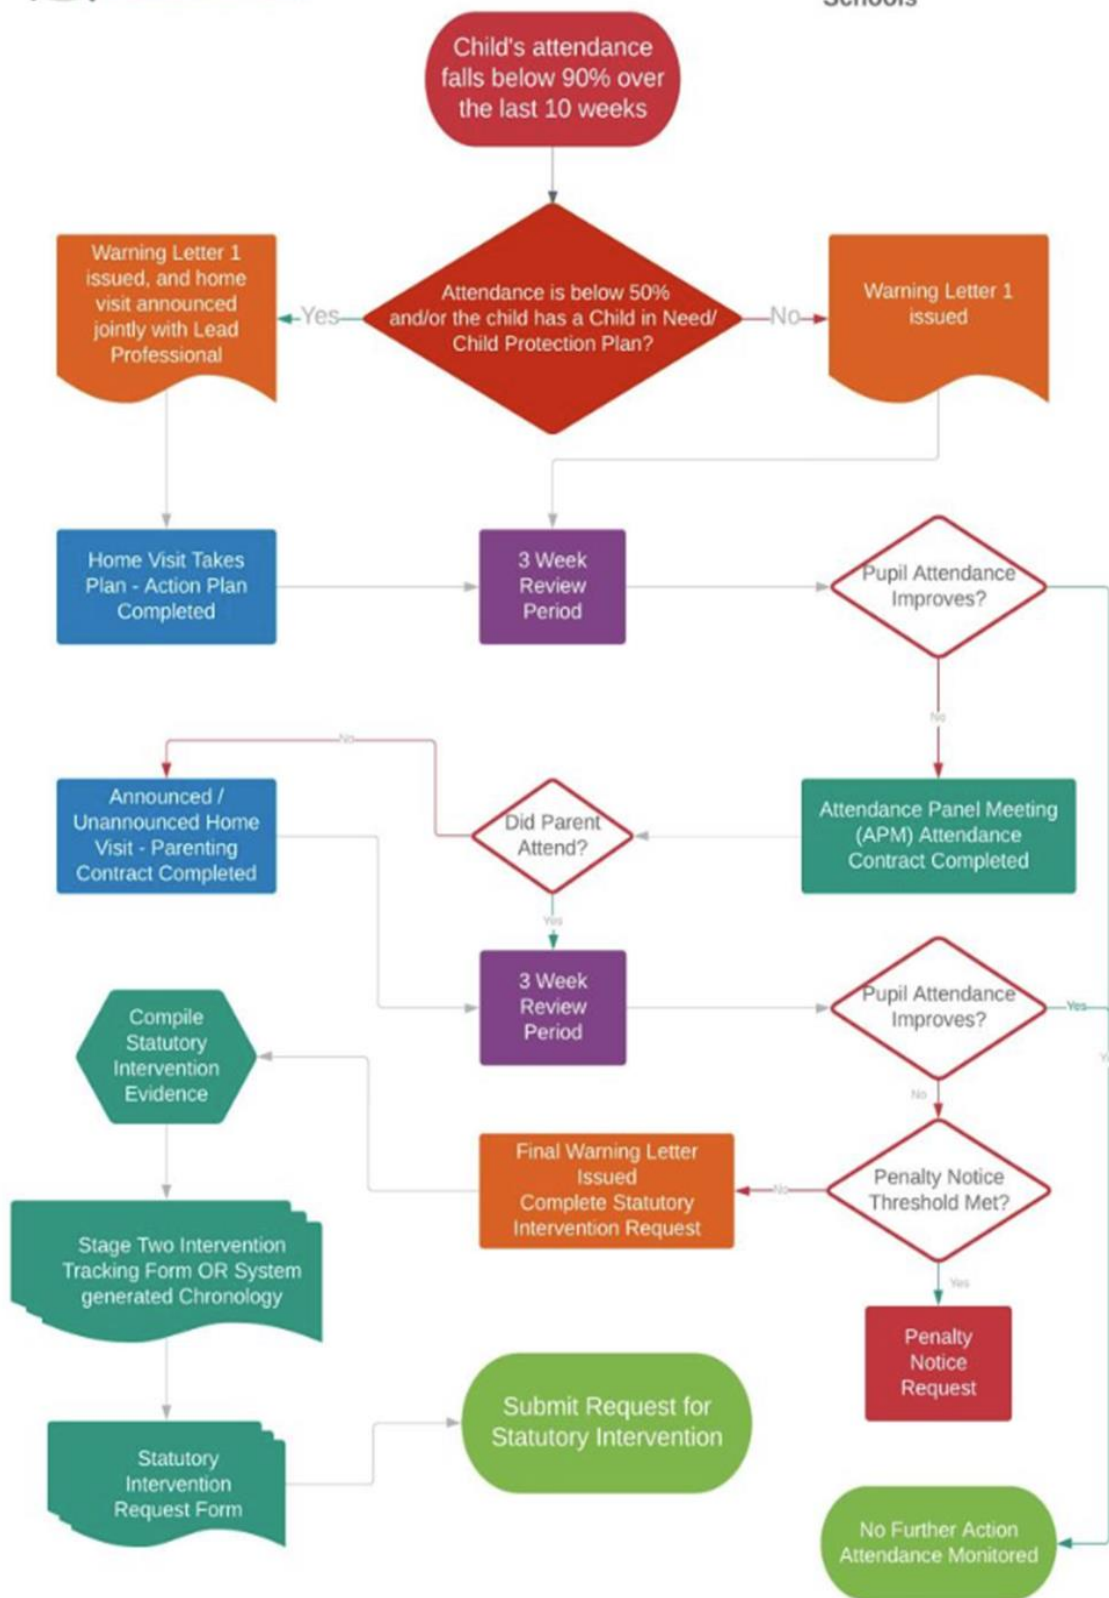 Schools
Child's attendance
falls below 90% over
the last 10 weeks
Warning Letter 1
issued, and home
visit announced
jointly with Lead
Professional
Yes
Attendance is below 50%
and/or the child has a Child in Need/
Child Protection Plan?
No
Warning Letter 1
issued
Home Visit Takes
Plan - Action Plan
Completed
3 Week
Review
Period
Pupil Attendance
Improves?
No
No
Announced /
Unannounced Home
Visit - Parenting
Contract Completed
Did Parent
Attend?
Attendance Panel Meeting
(APM) Attendance
Contract Completed
Yes
3 Week
Review
Period
Pupil Attendance
Improves?
Yes
Compile
Statutory
Intervention
Evidence
No
Final Warning Letter
Issued
Complete Statutory
Intervention Request
No
Penalty Notice
Threshold Met?
Yes
Stage Two Intervention
Tracking Form OR System
generated Chronology
Penalty
Notice
Request
Submit Request for
Statutory Intervention
Statutory
Intervention
Request Form
No Further Action
Attendance Monitored